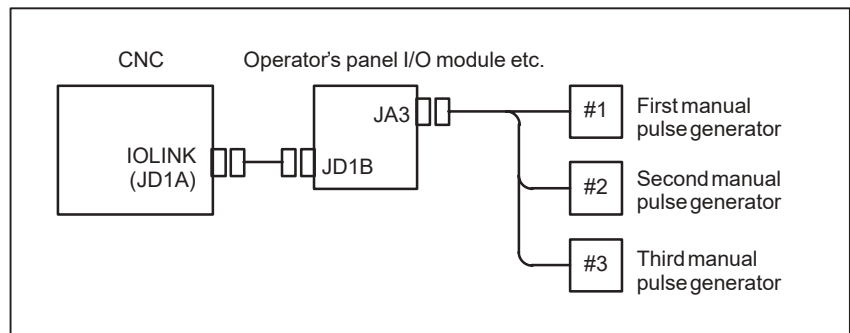 CNC
Operator's panel I/O module etc.
IOLINK
(JD1A)
JD1B
JA3
#1
First manual
pulse generator
#2
Second manual
pulse generator
#3
Third manual
pulse generator